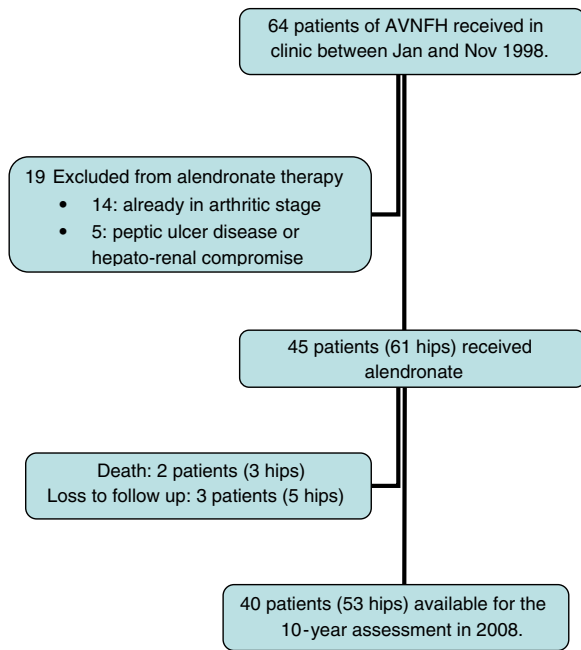 64 patients of AVNFH received in
clinic between Jan and Nov 1998.
19 Excluded from alendronate therapy
• 14: already in arthritic stage
• 5: peptic ulcer disease or
hepato-renal compromise
45 patients (61 hips) received
alendronate
Death: 2 patients (3 hips)
Loss to follow up: 3 patients (5 hips)
40 patients (53 hips) available for the
10-year assessment in 2008.